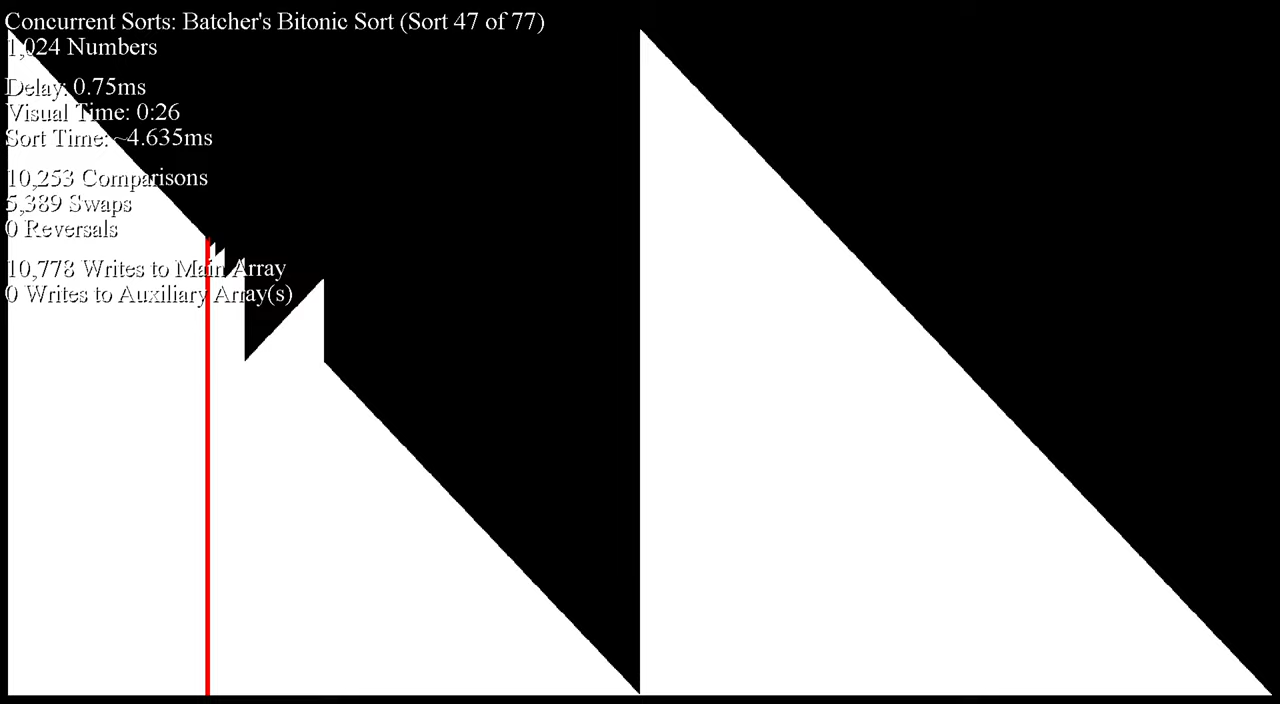 Concurrent Sorts: Batcher's Bitonic Sort (Sort 47 of 77)
1,024 Numbers
Delay: 0.75ms
Visual Time: 0:26
Sort Time: ~4.635ms
10,253 Comparisons
5,389 Swaps
0 Reversals
10,778 Writes to Main Array
0 Writes to Auxiliary Array(s)